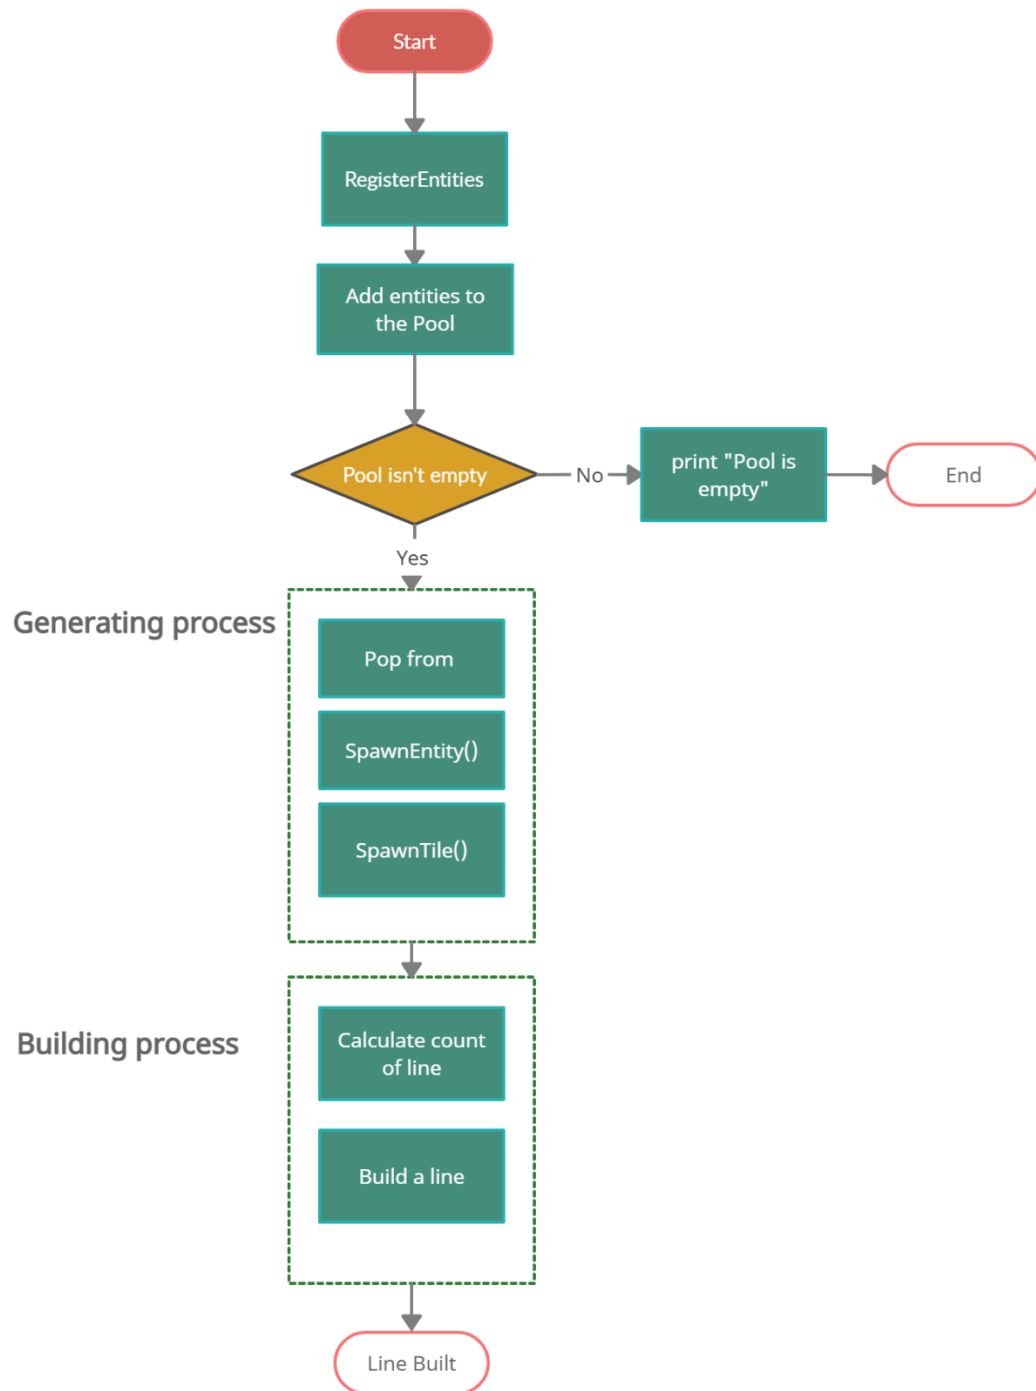 Start
RegisterEntities
Add entities to
the Pool
Pool isn't empty
No
print "Pool is
empty"
End
Yes
Generating process
Pop from
SpawnEntity()
SpawnTile()
Building process
Calculate count
of line
Build a line
Line Built